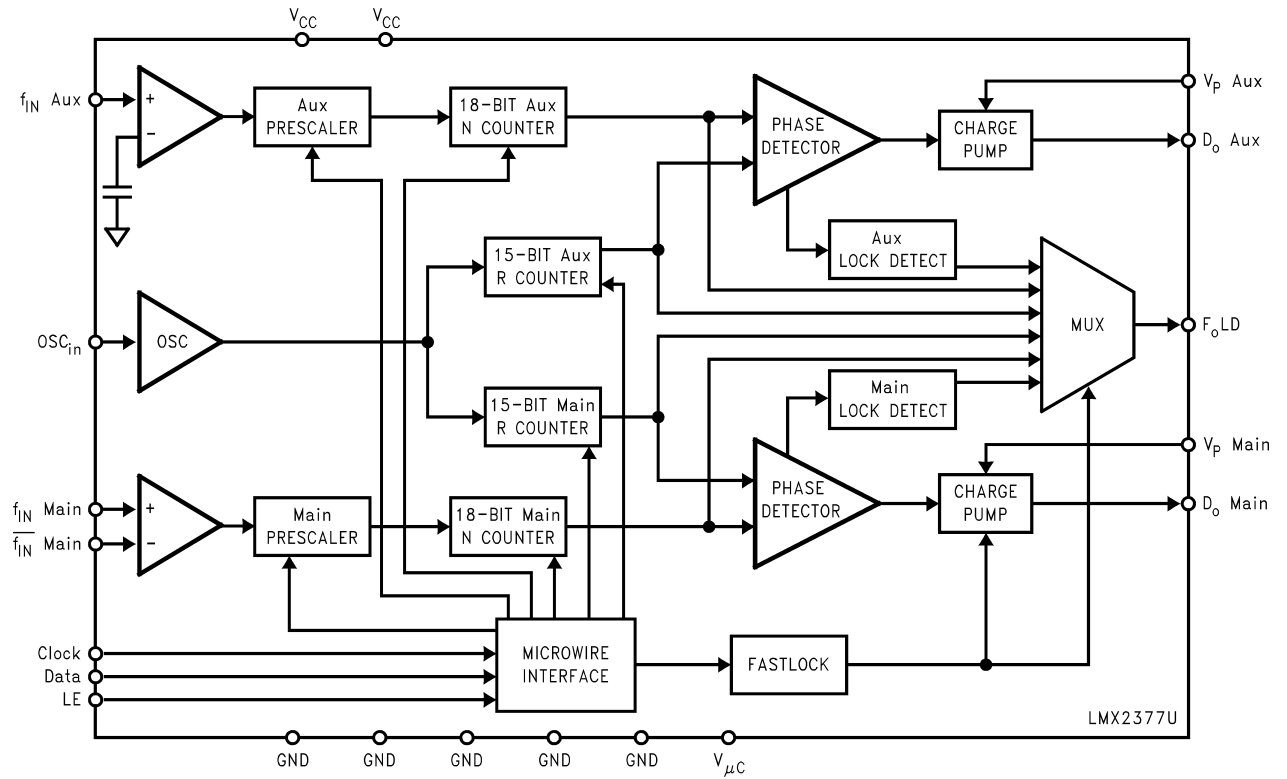 VCC
VCC
fIN Aux
+
−
Aux
PRESCALER
18-BIT Aux
N COUNTER
PHASE
DETECTOR
CHARGE
PUMP
VP Aux
Do Aux
15-BIT Aux
R COUNTER
Aux
LOCK DETECT
OSCin
OSC
MUX
FoLD
15-BIT Main
R COUNTER
Main
LOCK DETECT
VP Main
fIN Main
fIN Main
+
−
Main
PRESCALER
18-BIT Main
N COUNTER
PHASE
DETECTOR
CHARGE
PUMP
Do Main
Clock
Data
LE
MICROWIRE
INTERFACE
FASTLOCK
LMX2377U
GND
GND
GND
GND
GND
VμC